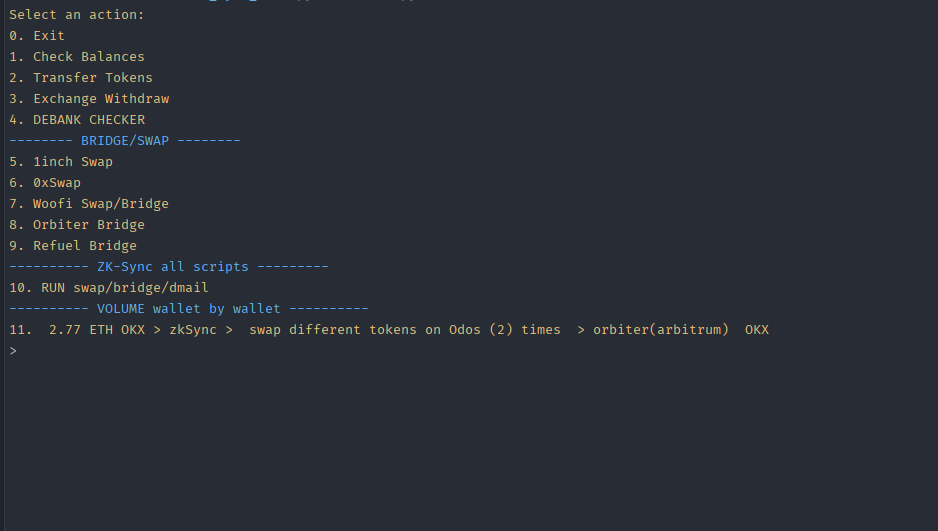 Select an action:
0. Exit
1. Check Balances
2. Transfer Tokens
3. Exchange Withdraw
4. DEBANK CHECKER
-------- BRIDGE/SWAP --------
5. 1inch Swap
6. 0xSwap
7. Woofi Swap/Bridge
8. Orbiter Bridge
9. Refuel Bridge
---------- ZK-Sync all scripts ---------
10. RUN swap/bridge/dmail
---------- VOLUME wallet by wallet ----------
11.  2.77 ETH OKX > zkSync >  swap different tokens on Odos (2) times  > orbiter(arbitrum)  OKX
>